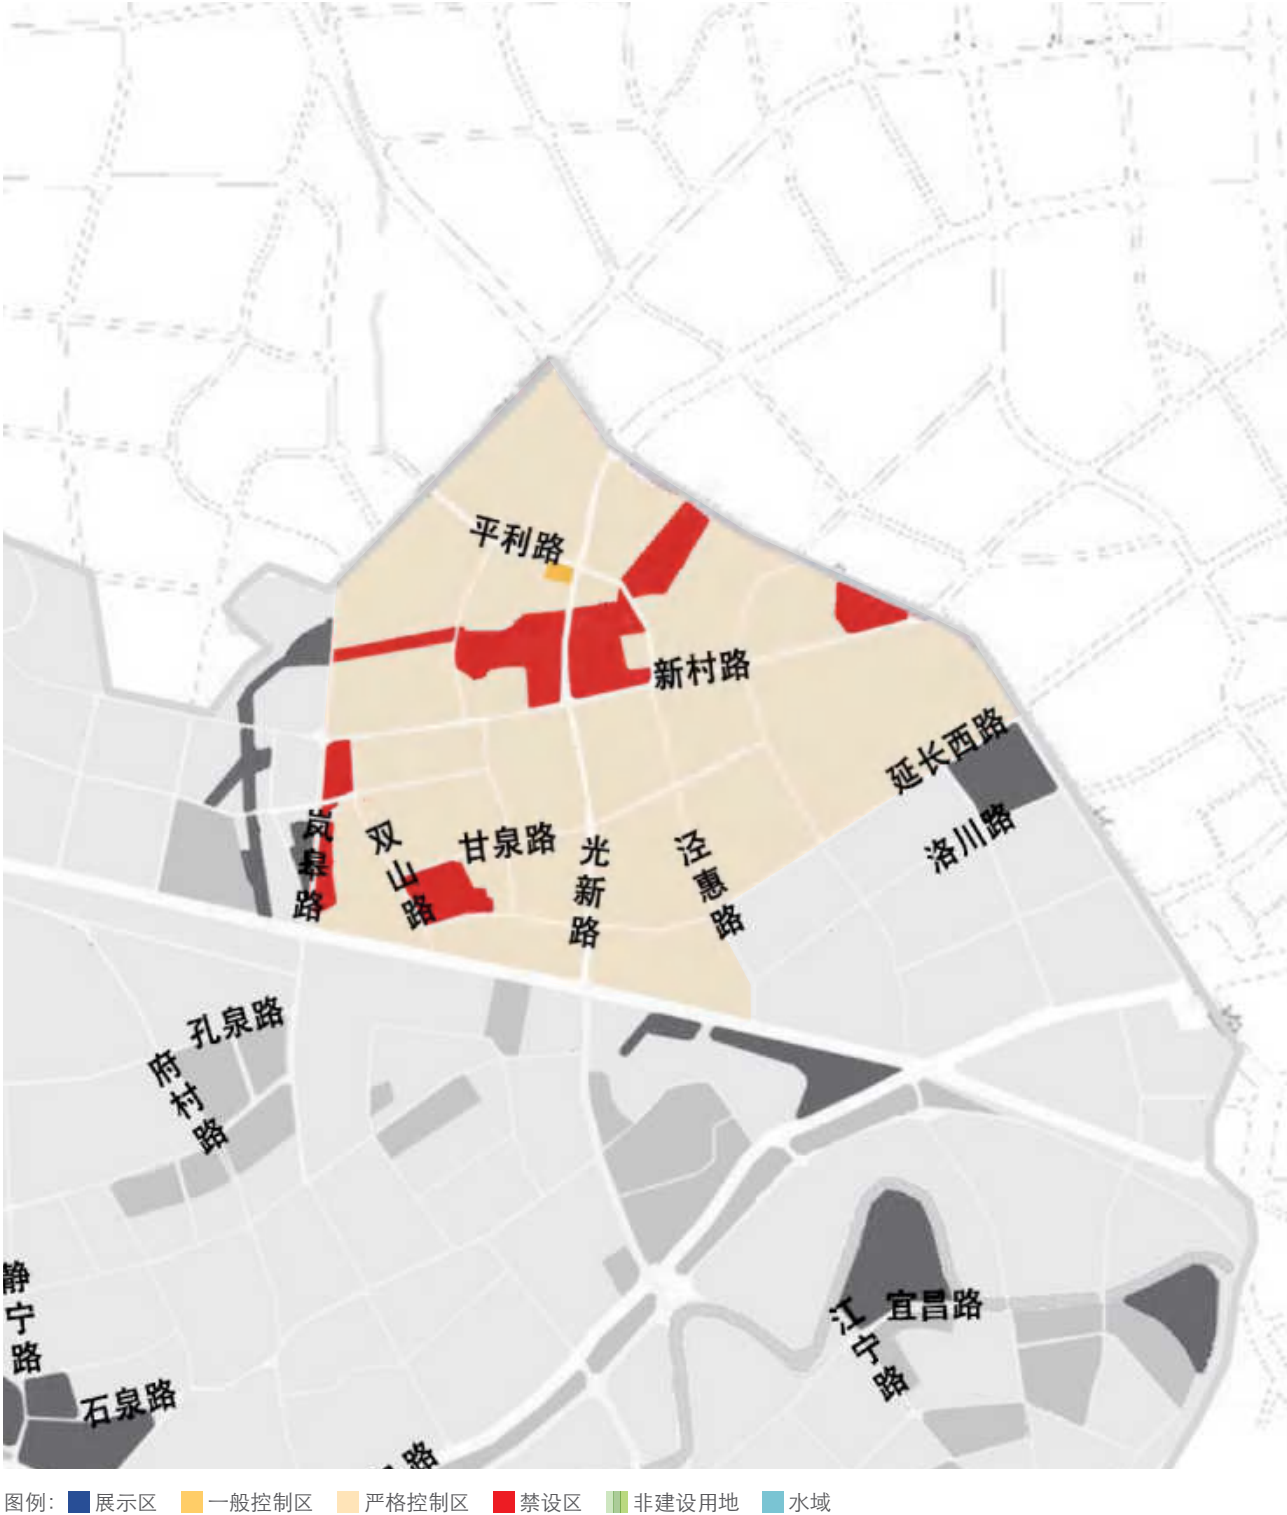 平利路
新村路
延长西路
洛川路
岚皋路
双山路
甘泉路
光新路
泾惠路
孔泉路
府村路
静宁路
石泉路
江宁路
宜昌路
路
图例: 展示区 一般控制区 严格控制区 禁设区 非建设用地 水域